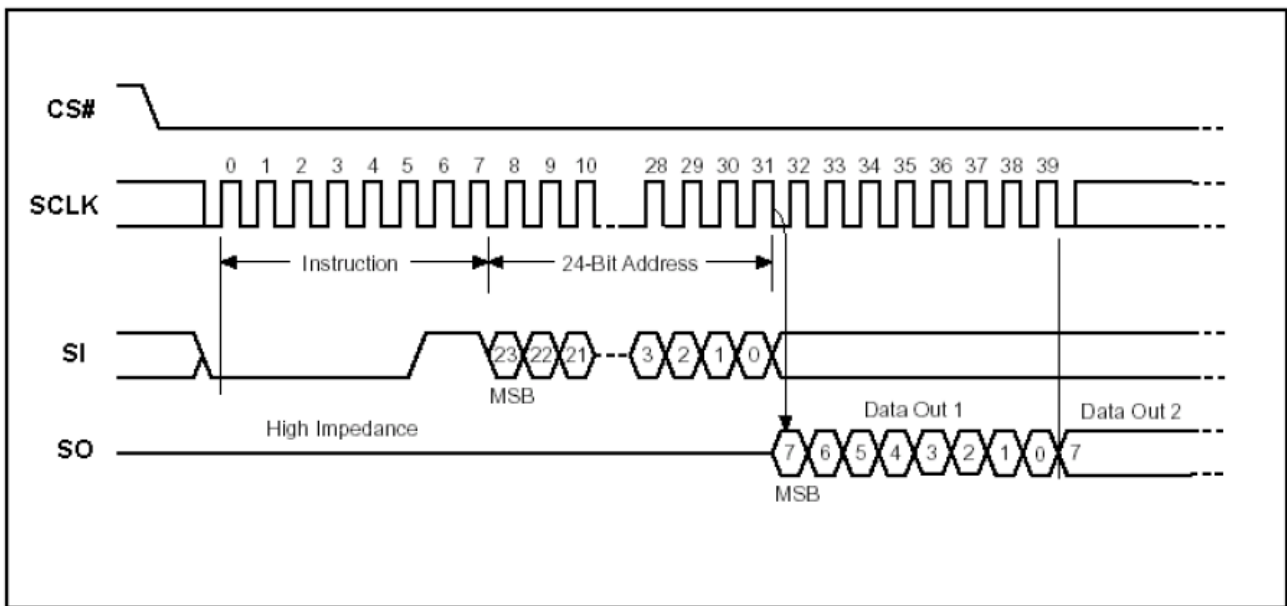 CS#
0 1 2 3 4 5 6 7 8 9 10 28 29 30 31 32 33 34 35 36 37 38 39
SCLK
Instruction 24-Bit Address
SI 23 22 21 3 2 1 0
MSB
High Impedance Data Out 1 Data Out 2
SO 7 6 5 4 3 2 1 0 7
MSB